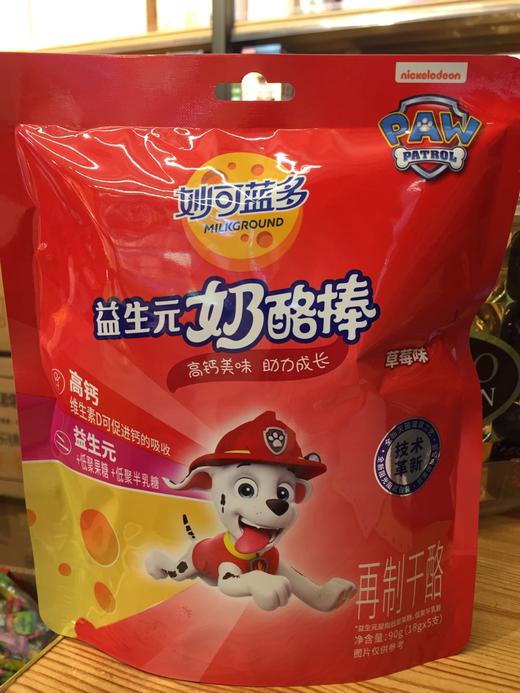 nickelodeon
PAW
PATROL
妙可蓝多
MILKGROUND
益生元奶酪棒
高钙美味 助力成长
草莓味
高钙
维生素D可促进钙的吸收
益生元
+低聚果糖+低聚半乳糖
技术
革新
再制干酪
净含量:90g(18g×5支)
图片仅供参考